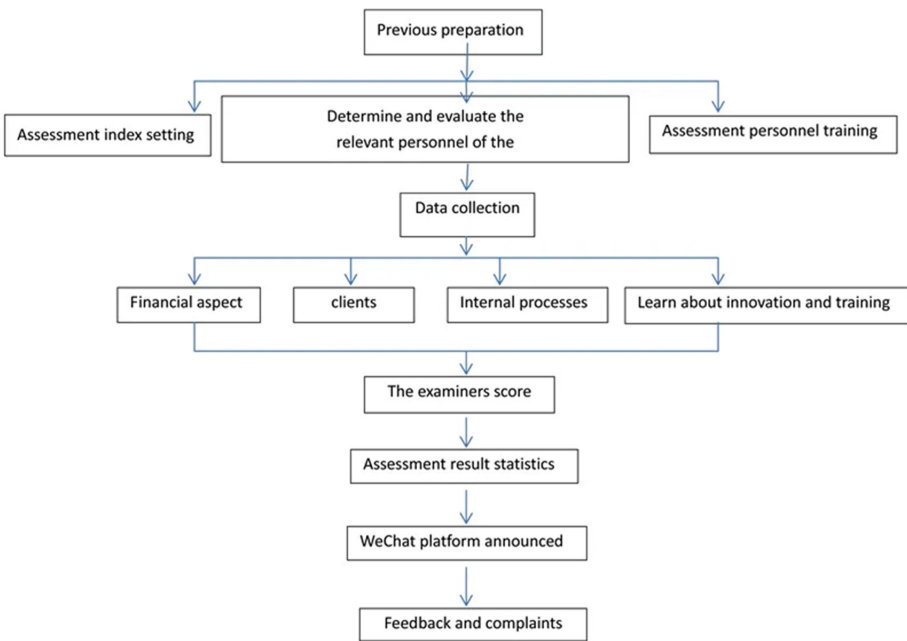 Previous preparation
Assessment index setting
Determine and evaluate the
relevant personnel of the
Assessment personnel training
Data collection
Financial aspect
clients
Internal processes
Learn about innovation and training
The examiners score
Assessment result statistics
WeChat platform announced
Feedback and complaints